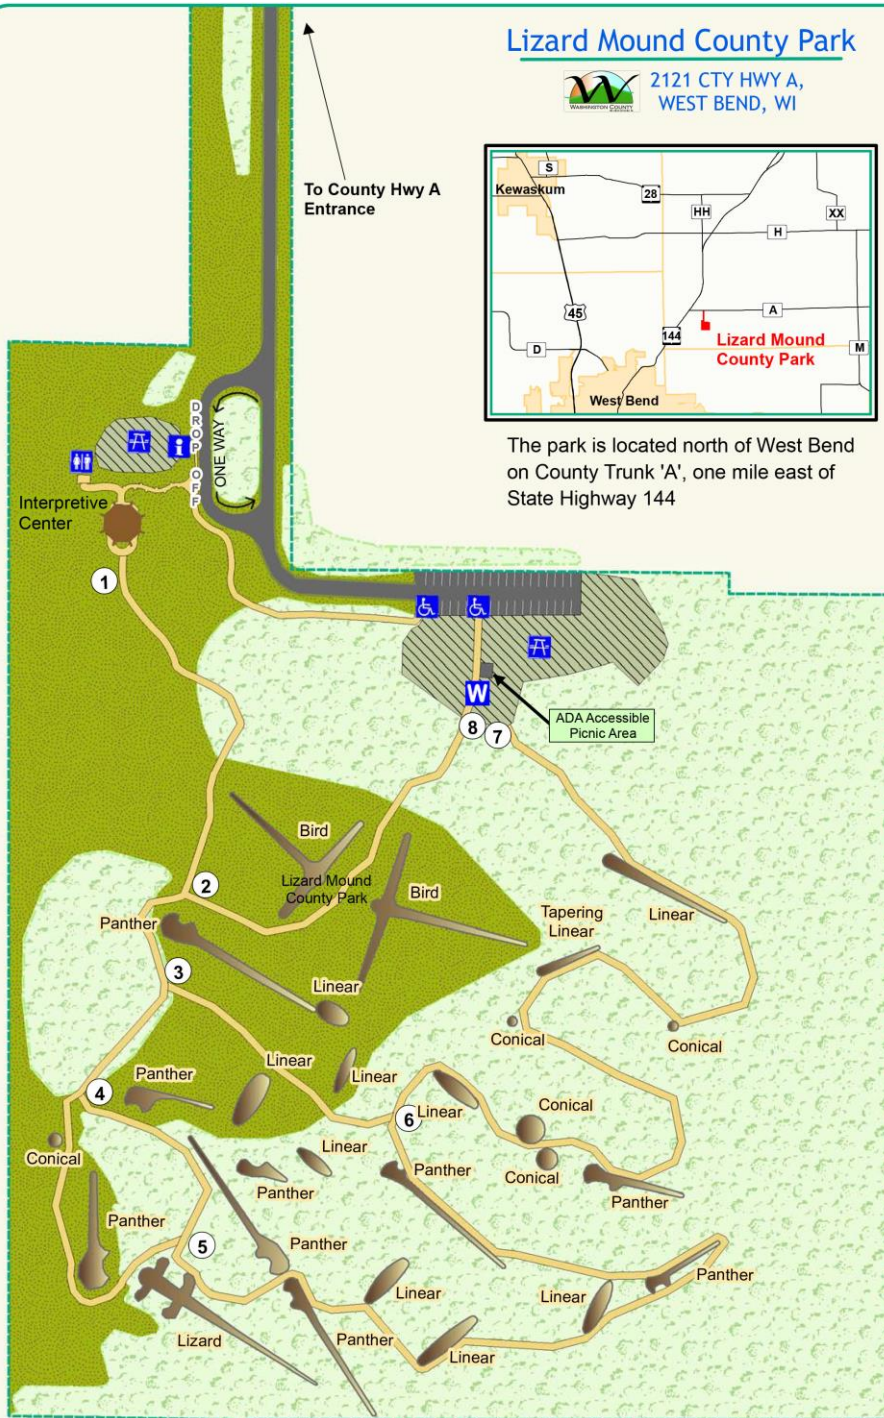 Lizard Mound County Park
2121 CTY HWY A,
WEST BEND, WI
W
WASHINGTON COUNTY
To County Hwy A
Entrance
S
Kewaskum
28
HH
XX
H
45
A
144
D
M
Lizard Mound
County Park
West Bend
The park is located north of West Bend
on County Trunk 'A', one mile east of
State Highway 144
DROP OFF
ONE WAY
i
Interpretive
Center
1
W
ADA Accessible
Picnic Area
8
7
Bird
Lizard Mound
County Park
2
Bird
Linear
Tapering
Linear
Panther
3
Linear
Conical
Conical
Linear
Linear
Panther
4
6
Linear
Conical
Linear
Conical
Panther
Conical
Panther
Panther
Panther
5
Panther
Panther
Linear
Linear
Lizard
Panther
Linear